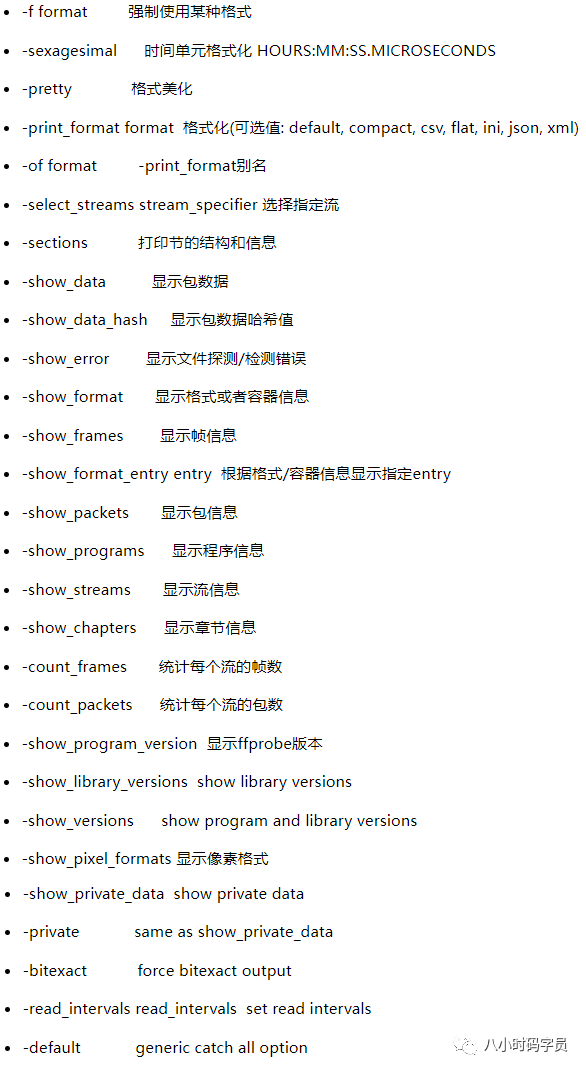 -f format 强制使用某种格式
-sexagesimal 时间单元格式化 HOURS:MM:SS.MICROSECONDS
-pretty 格式美化
-print_format format 格式化(可选值: default, compact, csv, flat, ini, json, xml)
-of format -print_format别名
-select_streams stream_specifier 选择指定流
-sections 打印节的结构和信息
-show_data 显示包数据
-show_data_hash 显示包数据哈希值
-show_error 显示文件探测/检测错误
-show_format 显示格式或者容器信息
-show_frames 显示帧信息
-show_format_entry entry 根据格式/容器信息显示指定entry
-show_packets 显示包信息
-show_programs 显示程序信息
-show_streams 显示流信息
-show_chapters 显示章节信息
-count_frames 统计每个流的帧数
-count_packets 统计每个流的包数
-show_program_version 显示ffprobe版本
-show_library_versions show library versions
-show_versions show program and library versions
-show_pixel_formats 显示像素格式
-show_private_data show private data
-private same as show_private_data
-bitexact force bitexact output
-read_intervals read_intervals set read intervals
-default generic catch all option
八小时码字员